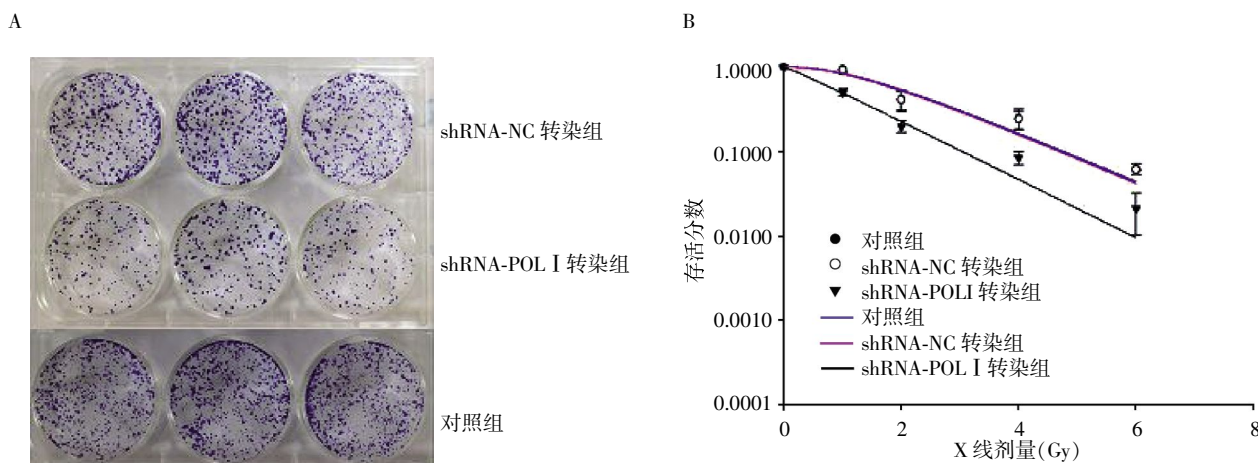 A
shRNA-NC 转染组
shRNA-POL Ⅰ 转染组
对照组
B
存活分数
1.0000
0.1000
0.0100
0.0010
0.0001
对照组
shRNA-NC 转染组
shRNA-POLI 转染组
对照组
shRNA-NC 转染组
shRNA-POL Ⅰ 转染组
0 2 4 6 8
X 线剂量(Gy)